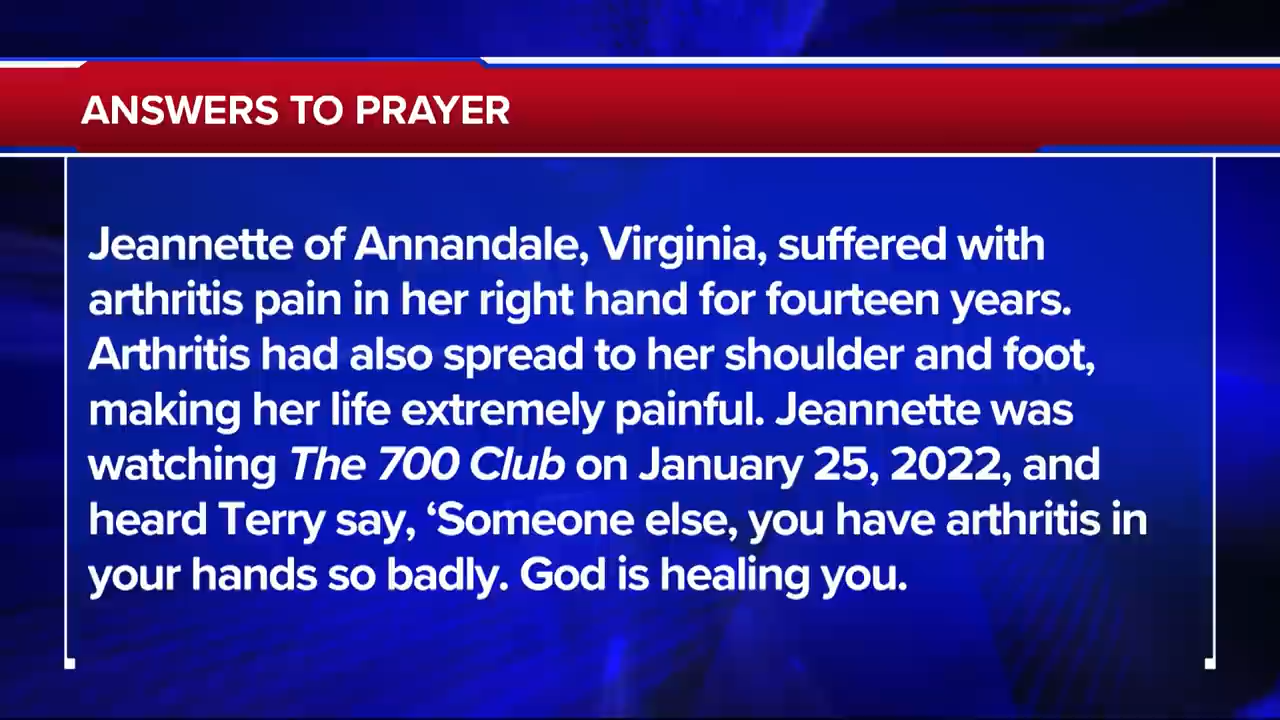 ANSWERS TO PRAYER
Jeannette of Annandale, Virginia, suffered with
arthritis pain in her right hand for fourteen years.
Arthritis had also spread to her shoulder and foot,
making her life extremely painful. Jeannette was
watching The 700 Club on January 25, 2022, and
heard Terry say, ‘Someone else, you have arthritis in
your hands so badly. God is healing you.